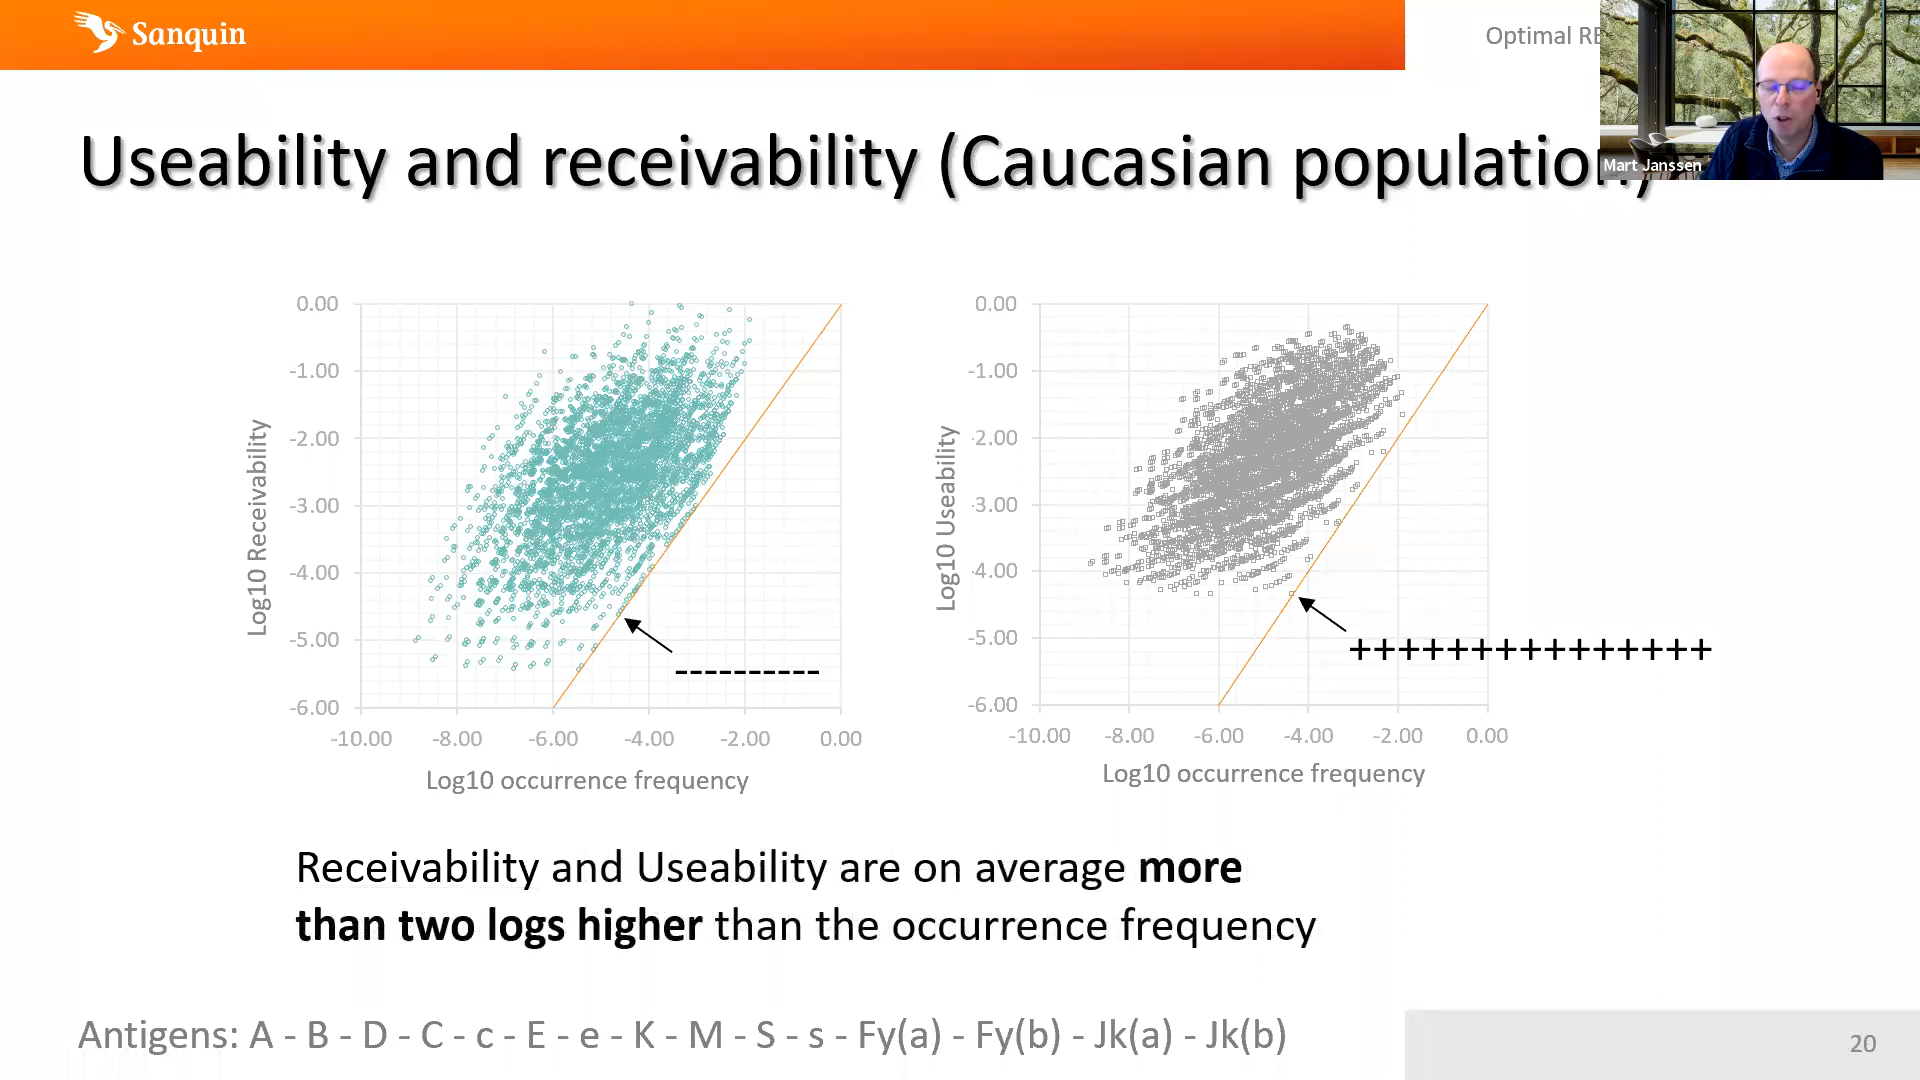 Sanquin
Optimal RE
Mart Janssen
Useability and receivability (Caucasian population)
0.00
-1.00
-2.00
-3.00
-4.00
-5.00
-6.00
Log10 Receivability
-10.00 -8.00 -6.00 -4.00 -2.00 0.00
Log10 occurrence frequency
----------
0.00
-1.00
-2.00
-3.00
-4.00
-5.00
-6.00
Log10 Useability
-10.00 -8.00 -6.00 -4.00 -2.00 0.00
Log10 occurrence frequency
+++++++++++++++
Receivability and Useability are on average more
than two logs higher than the occurrence frequency
Antigens: A - B - D - C - c - E - e - K - M - S - s - Fy(a) - Fy(b) - Jk(a) - Jk(b)
20